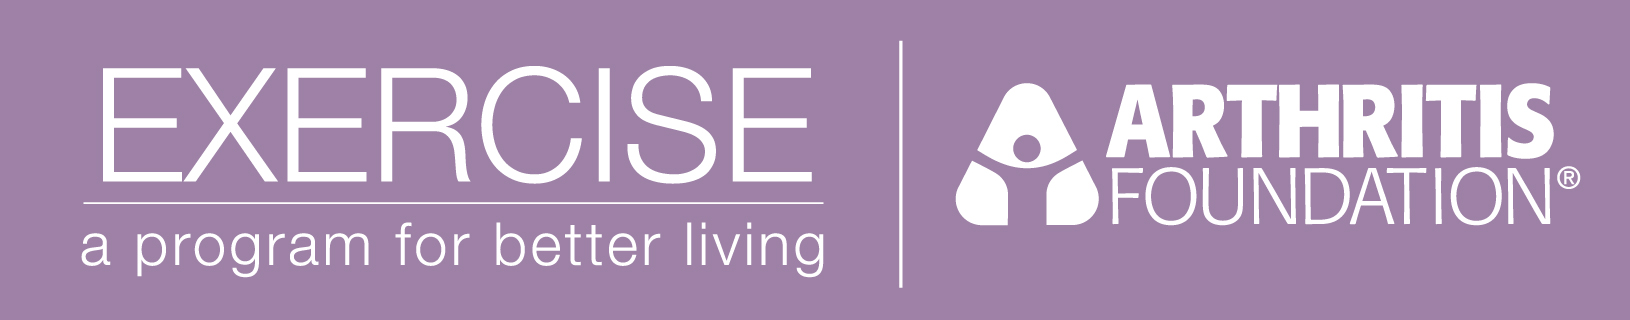 EXERCISE
a program for better living
ARTHRITIS
FOUNDATION®